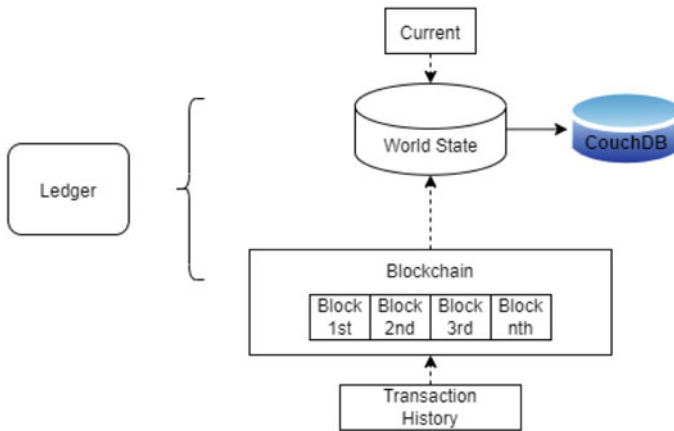 Current
World State
CouchDB
Ledger
Blockchain
Block Block Block Block
1st 2nd 3rd nth
Transaction
History